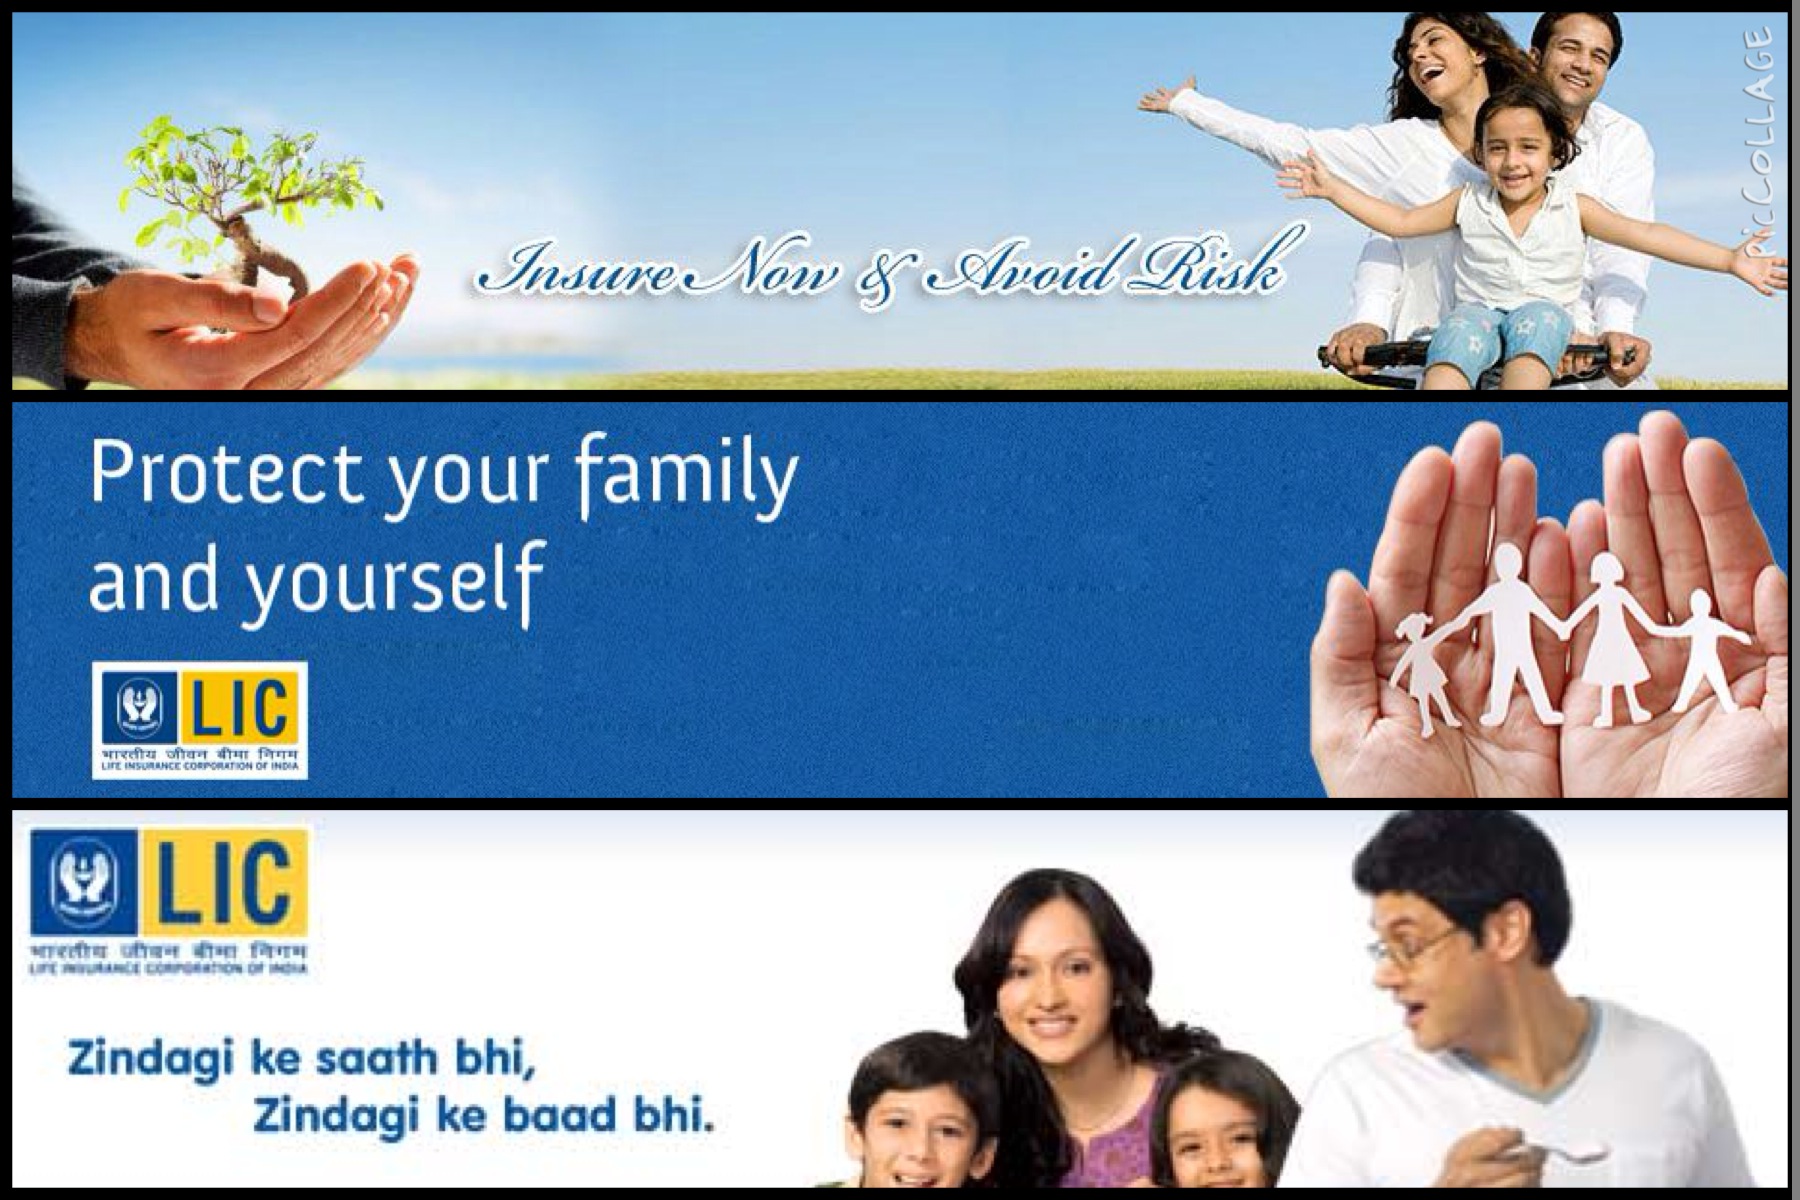 PicCOLLAGE
Insure Now & Avoid Risk
Protect your family
and yourself
LIC
भारतीय जीवन बीमा निगम
LIFE INSURANCE CORPORATION OF INDIA
LIC
भारतीय जीवन बीमा निगम
LIFE INSURANCE CORPORATION OF INDIA
Zindagi ke saath bhi,
Zindagi ke baad bhi.